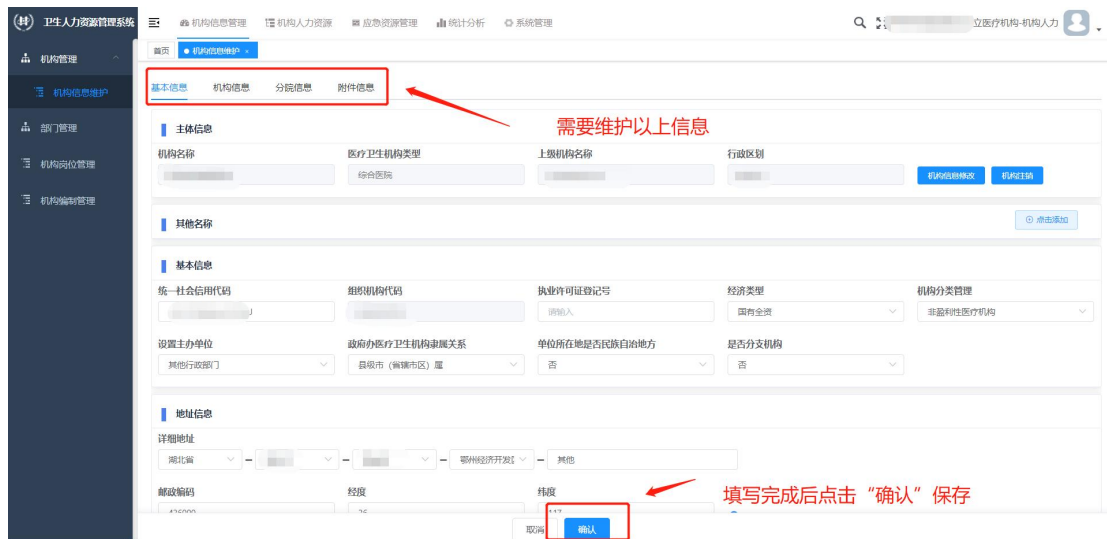 卫生人力资源管理系统
机构信息管理 机构人力资源 应急资源管理 统计分析 系统管理
立医疗机构-机构人力
机构管理
机构信息维护
部门管理
机构岗位管理
机构编制管理
首页 机构信息维护 ×
基本信息 机构信息 分院信息 附件信息
需要维护以上信息
主体信息
机构名称 医疗卫生机构类型 上级机构名称 行政区别
综合医院
机构信息修改 机构注销
其他名称
点击添加
基本信息
统一社会信用代码 组织机构代码 执业许可证登记号 经济类型 机构分类管理
请输入 国有全资 非盈利性医疗机构
设置主办单位 政府办医疗卫生机构隶属关系 单位所在地是否民族自治地方 是否分支机构
其他行政部门 县级市（省辖市区）属 否 否
地址信息
详细地址
湖北省 鄂州经济开发 其他
邮政编码 经度 纬度
填写完成后点击“确认”保存
取消 确认